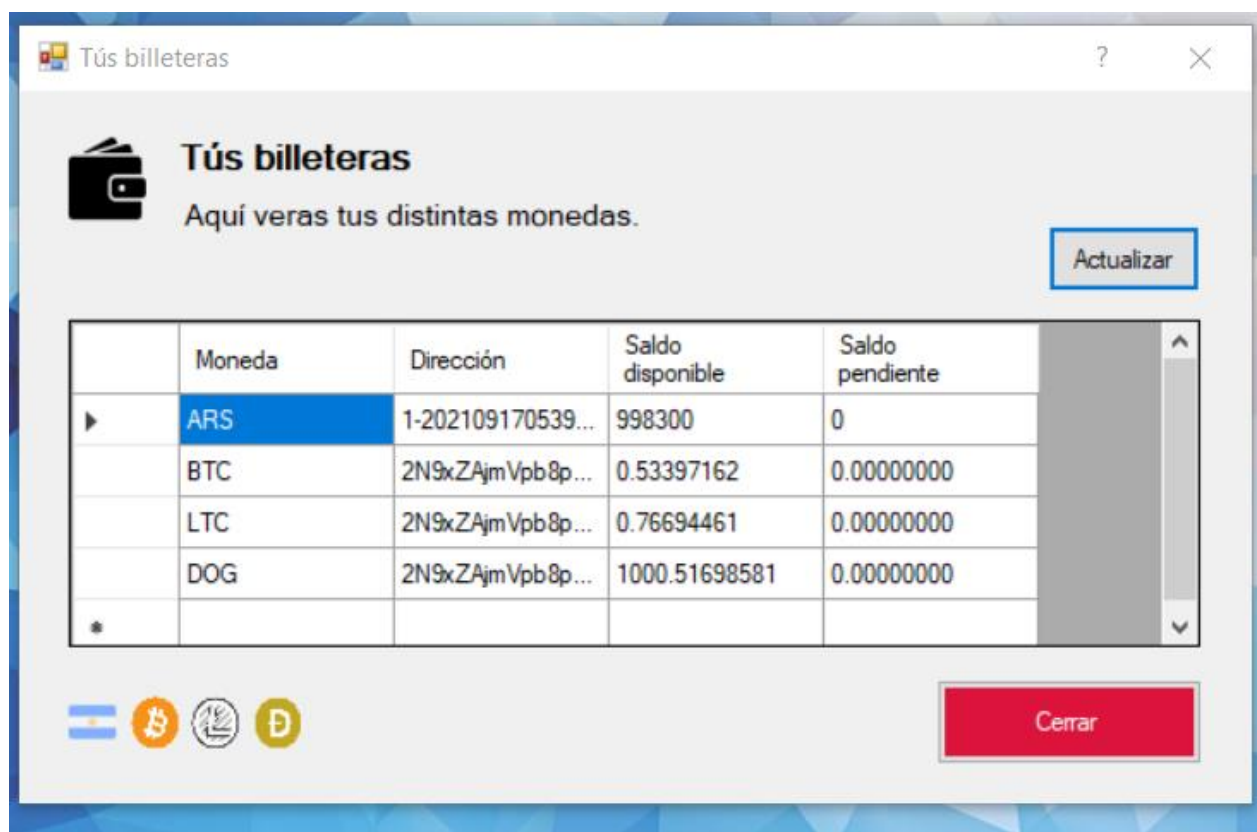 Tús billeteras
Tús billeteras
Aquí veras tus distintas monedas.
Actualizar
Moneda Dirección Saldo disponible Saldo pendiente
ARS 1-202109170539... 998300 0
BTC 2N9xZAjmVpb8p... 0.53397162 0.00000000
LTC 2N9xZAjmVpb8p... 0.76694461 0.00000000
DOG 2N9xZAjmVpb8p... 1000.51698581 0.00000000
Cerrar